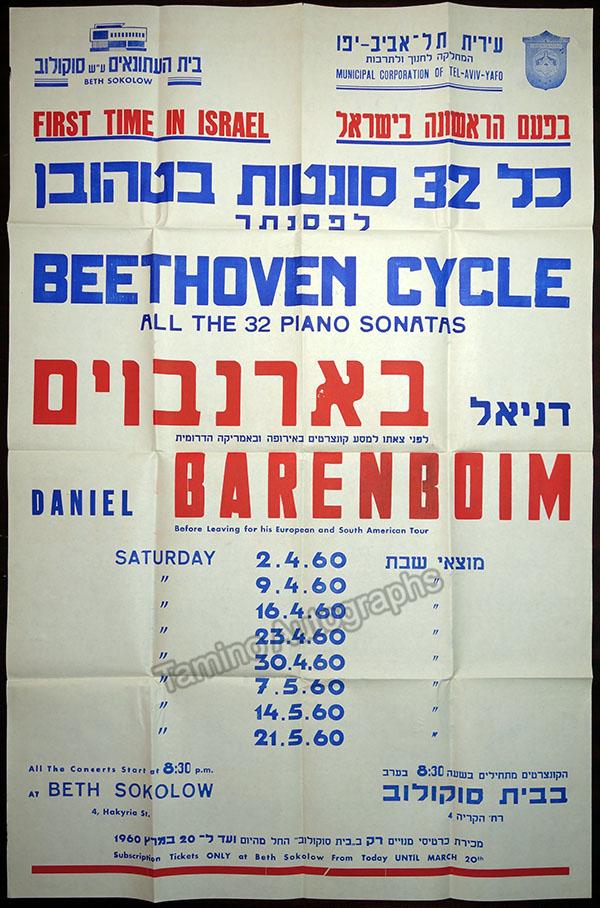 בית העתונאים ע״ש סוקולוב
BETH SOKOLOW
עירית תל־אביב-יפו
המחלקה לחנוך ולתרבות
MUNICIPAL CORPORATION OF TEL-AVIV-YAFO
FIRST TIME IN ISRAEL
בפעם הראשונה בישראל
כל 32 סונטות בטהובן
לפסנתר
BEETHOVEN CYCLE
ALL THE 32 PIANO SONATAS
דניאל בארנבוים
לפני צאתו למסע קונצרטים באירופה ובאמריקה הדרומית
DANIEL BARENBOIM
Before Leaving for his European and South American Tour
SATURDAY 2.4.60 מוצאי שבת
" 9.4.60 "
" 16.4.60 "
" 23.4.60 "
" 30.4.60 "
" 7.5.60 "
" 14.5.60 "
" 21.5.60 "
Tamino Autographs
All The Concerts Start at 8:30 p.m.
AT BETH SOKOLOW
4, Hakyria St.
הקונצרטים מתחילים בשעה 8:30 בערב
בבית סוקולוב
רח' הקריה 4
מכירת כרטיסי מנויים רק ב„בית סוקולוב״ החל מהיום ועד ל־ 20 במרץ 1960
Subscription Tickets ONLY at Beth Sokolow From Today UNTIL MARCH 20th